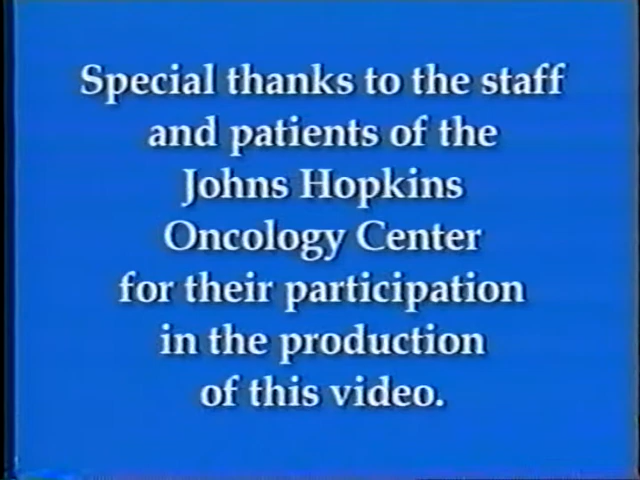 Special thanks to the staff
and patients of the
Johns Hopkins
Oncology Center
for their participation
in the production
of this video.